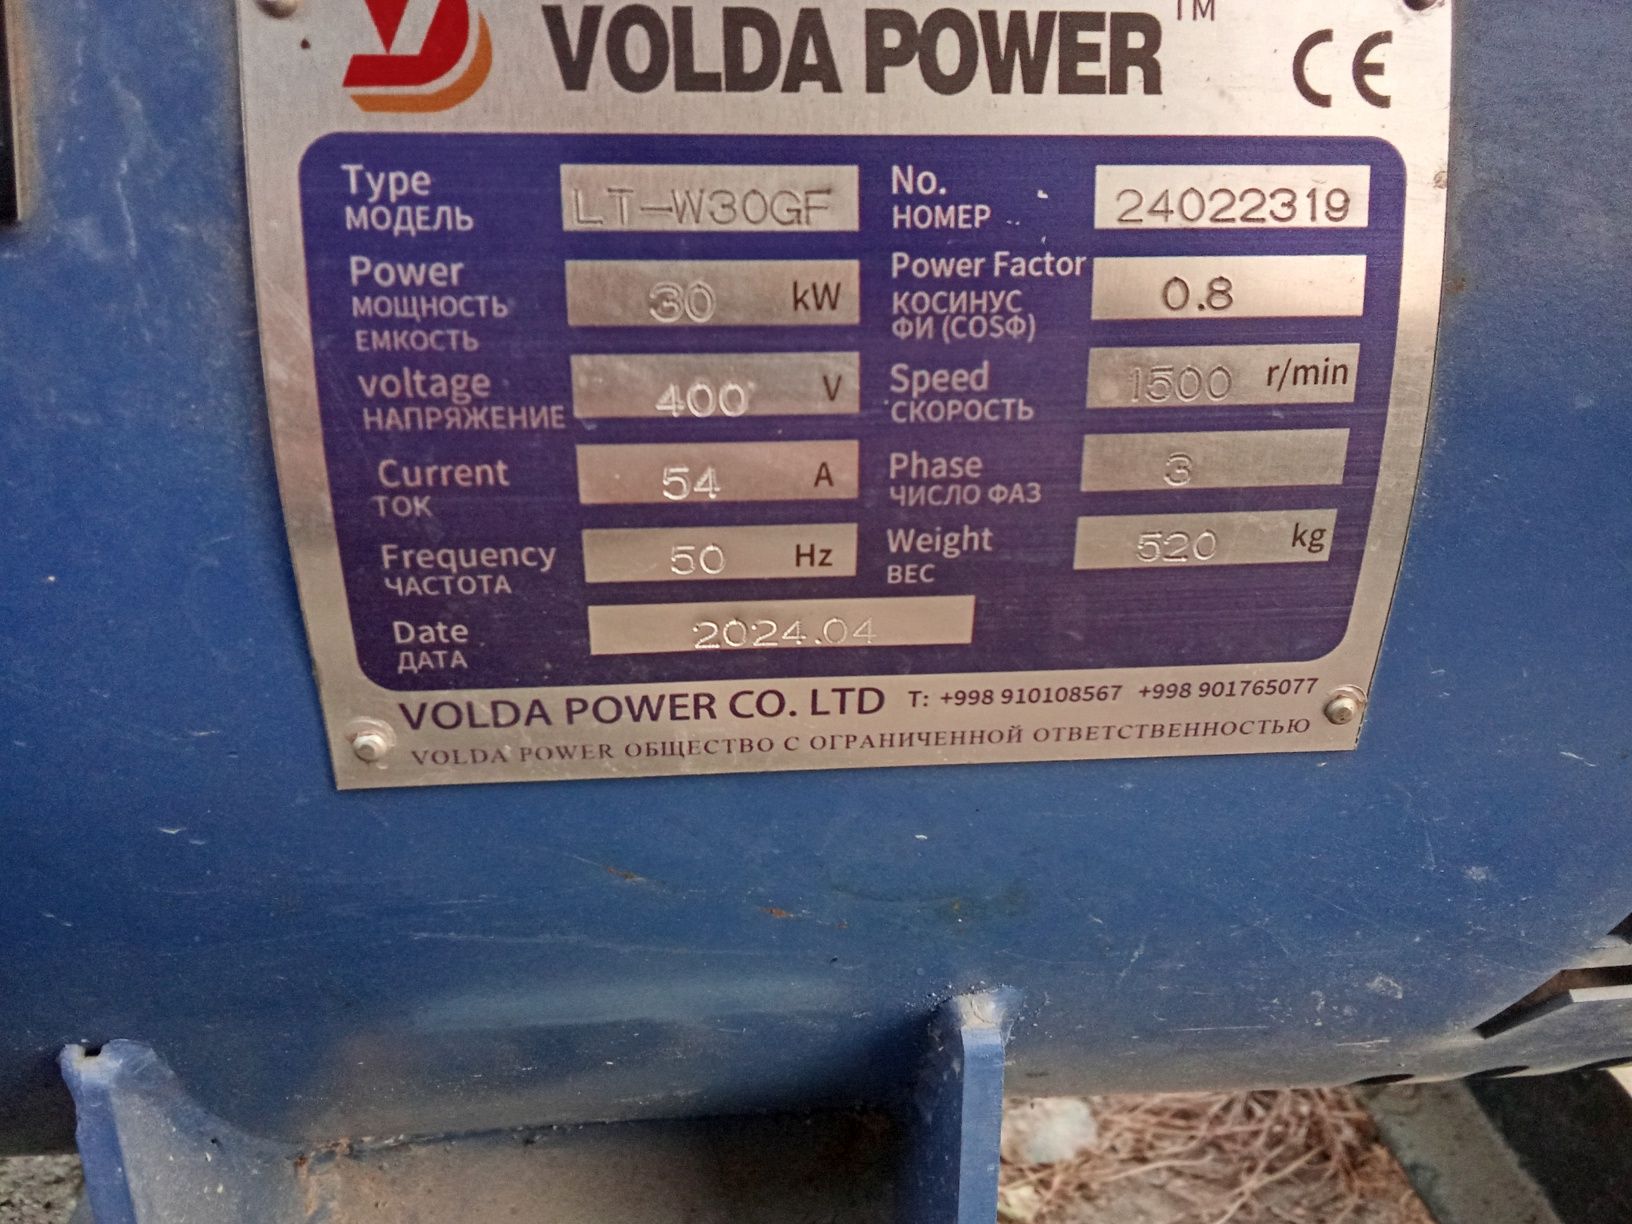 VOLDA POWER TM CE
Type LT-W30GF No. 24022319
МОДЕЛЬ НОМЕР
Power 30 kW Power Factor 0.8
МОЩНОСТЬ КОСИНУС
ЕМКОСТЬ ФИ (COSФ)
voltage 400 V Speed 1500 r/min
НАПРЯЖЕНИЕ СКОРОСТЬ
Current 54 A Phase 3
ТОК ЧИСЛО ФАЗ
Frequency 50 Hz Weight 520 kg
ЧАСТОТА ВЕС
Date 2024.04
ДАТА
VOLDA POWER CO. LTD T: +998 910108567 +998 901765077
VOLDA POWER ОБЩЕСТВО С ОГРАНИЧЕННОЙ ОТВЕТСТВЕННОСТЬЮ